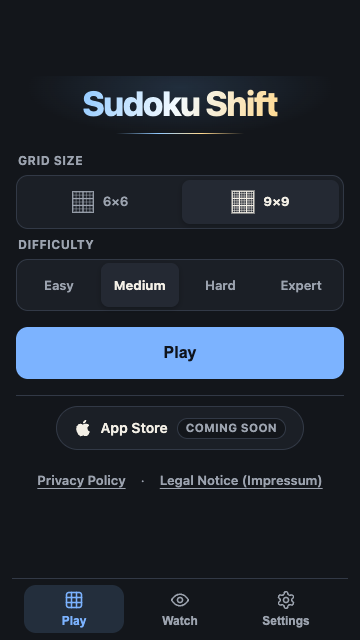 Sudoku Shift
GRID SIZE
6×6 9×9
DIFFICULTY
Easy Medium Hard Expert
Play
App Store COMING SOON
Privacy Policy · Legal Notice (Impressum)
Play Watch Settings